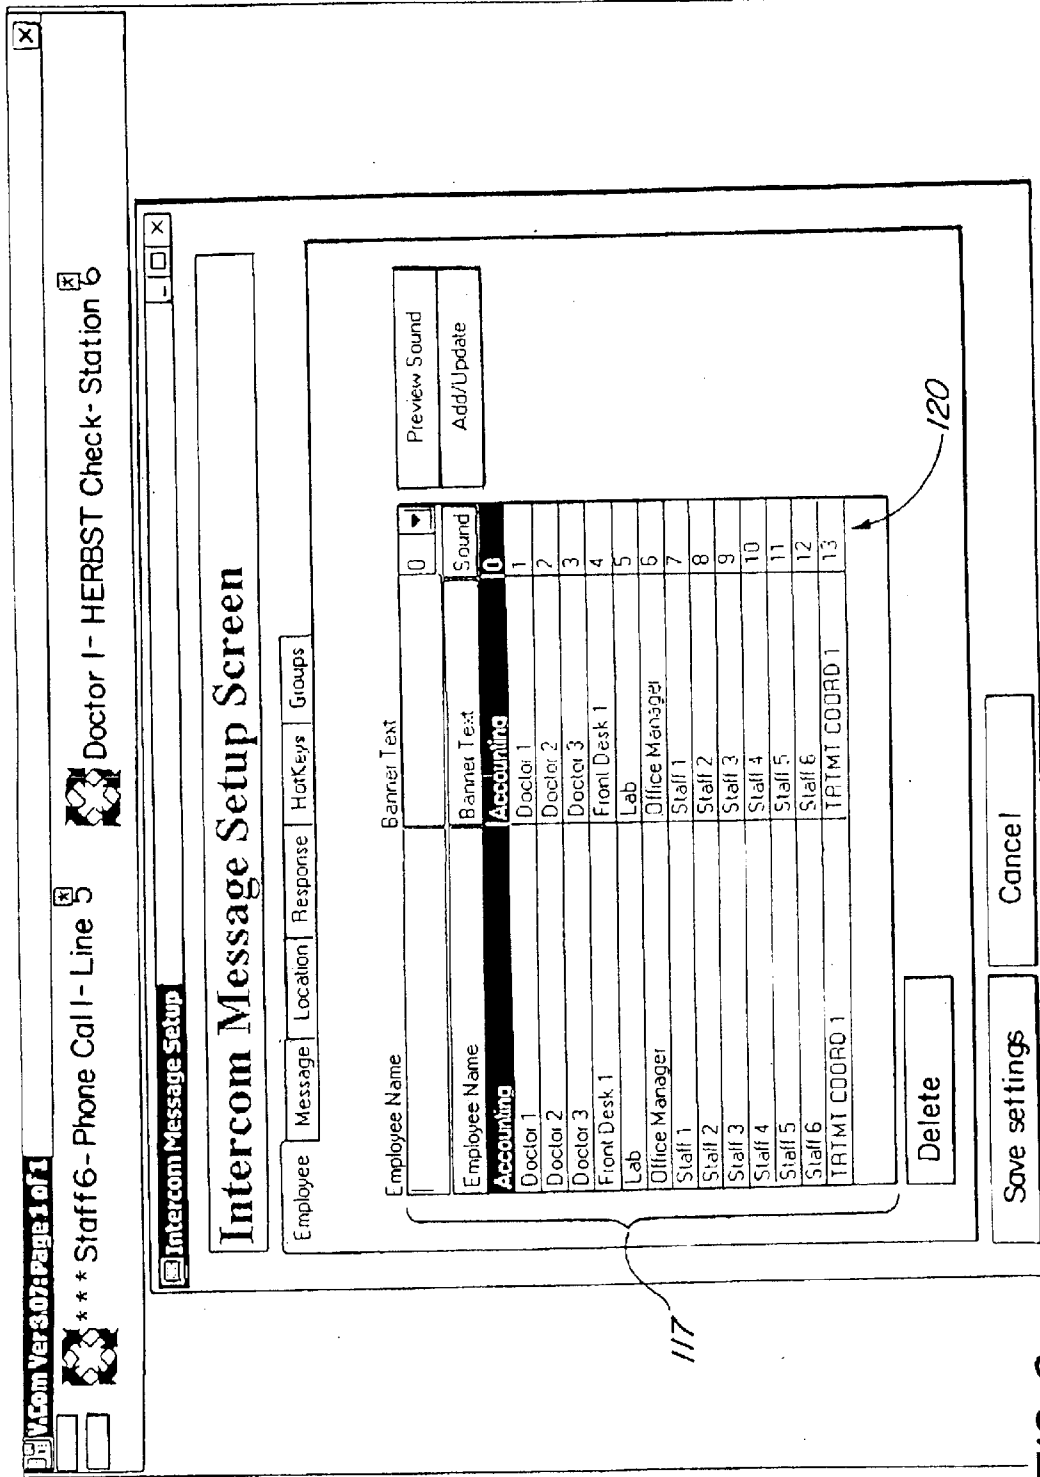 V.Com Ver 3.07: Page 1 of 1
*** Staff6-Phone Call-Line 5 * Doctor 1-HERBST Check-Station 6 *
Intercom Message Setup
Intercom Message Setup Screen
Employee Message Location Response HotKeys Groups
Employee Name Banner Text
0 Preview Sound
Employee Name Banner Text Sound Add/Update
Accounting Accounting 0
Doctor 1 Doctor 1 1
Doctor 2 Doctor 2 2
Doctor 3 Doctor 3 3
Front Desk 1 Front Desk 1 4
Lab Lab 5
Office Manager Office Manager 6
Staff 1 Staff 1 7
Staff 2 Staff 2 8
Staff 3 Staff 3 9
Staff 4 Staff 4 10
Staff 5 Staff 5 11
Staff 6 Staff 6 12
TRTMT COORD 1 TRTMT COORD 1 13
117
120
Delete
Save settings Cancel